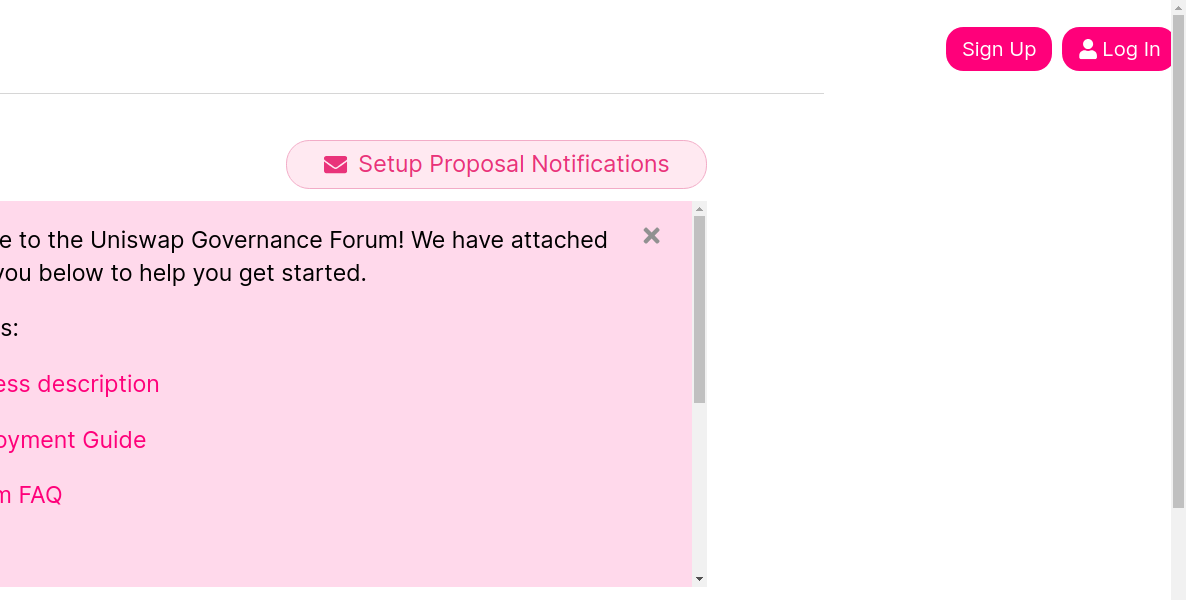 Sign Up
Log In
Setup Proposal Notifications
e to the Uniswap Governance Forum! We have attached
you below to help you get started.
s:
ess description
oyment Guide
m FAQ